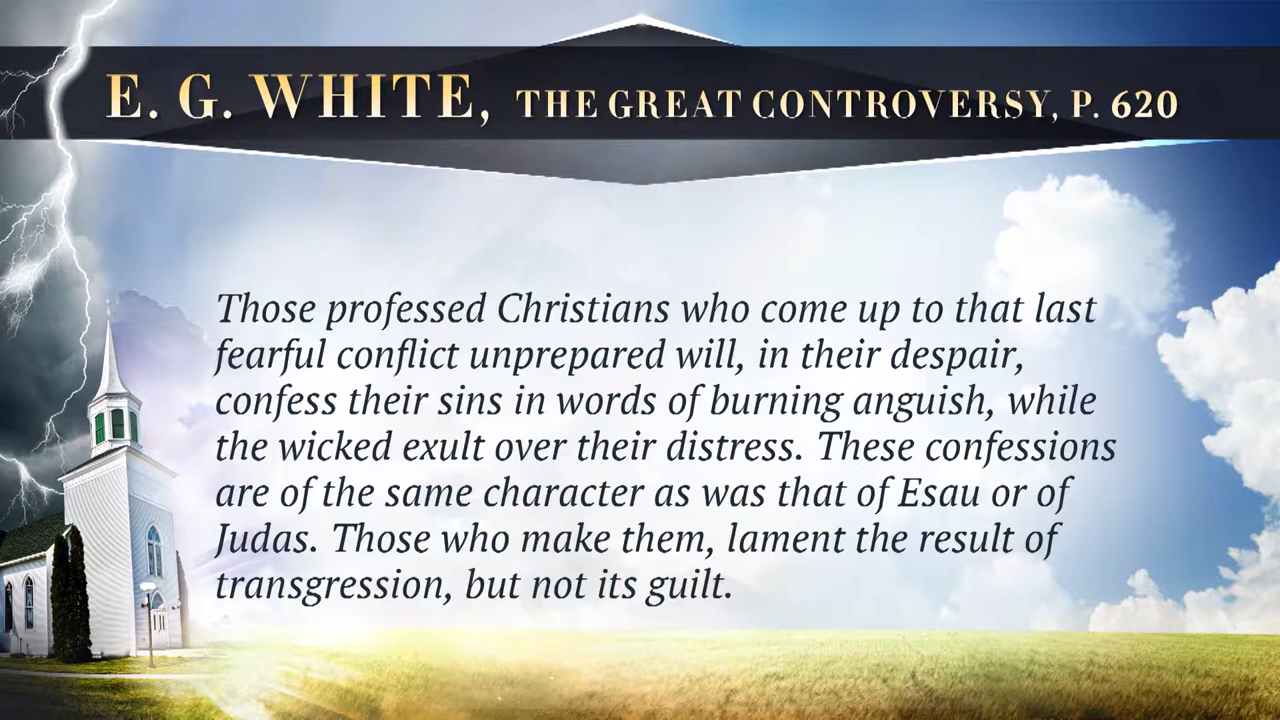 E. G. WHITE, THE GREAT CONTROVERSY, P. 620
Those professed Christians who come up to that last
fearful conflict unprepared will, in their despair,
confess their sins in words of burning anguish, while
the wicked exult over their distress. These confessions
are of the same character as was that of Esau or of
Judas. Those who make them, lament the result of
transgression, but not its guilt.